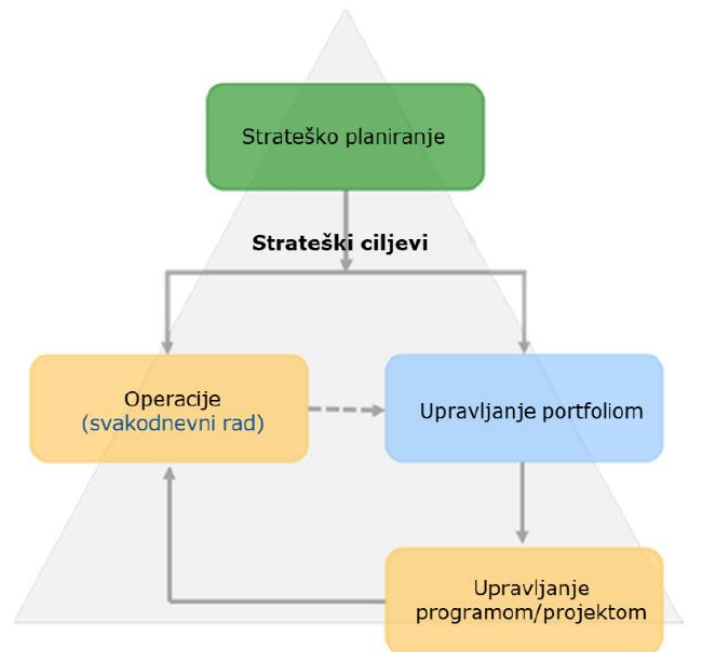 Strateško planiranje
Strateški ciljevi
Operacije
(svakodnevni rad)
Upravljanje portfoliom
Upravljanje
programom/projektom